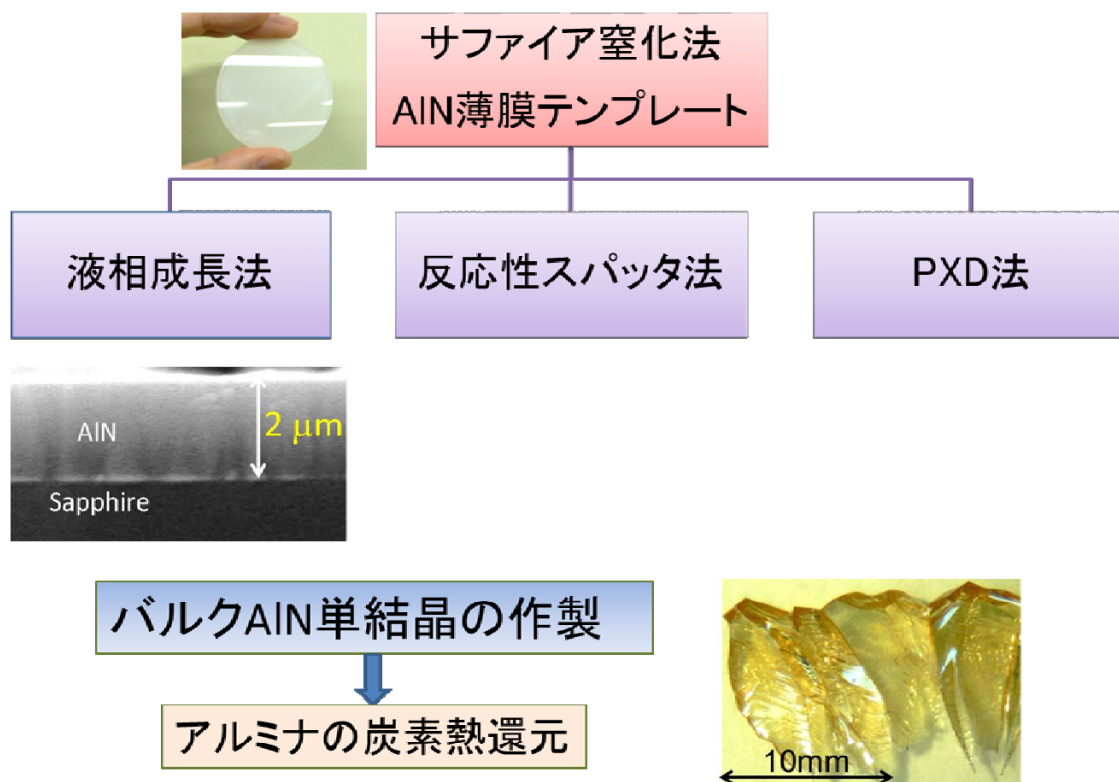 サファイア窒化法
AlN薄膜テンプレート
液相成長法
反応性スパッタ法
PXD法
AlN
2 μm
Sapphire
バルクAlN単結晶の作製
アルミナの炭素熱還元
10mm